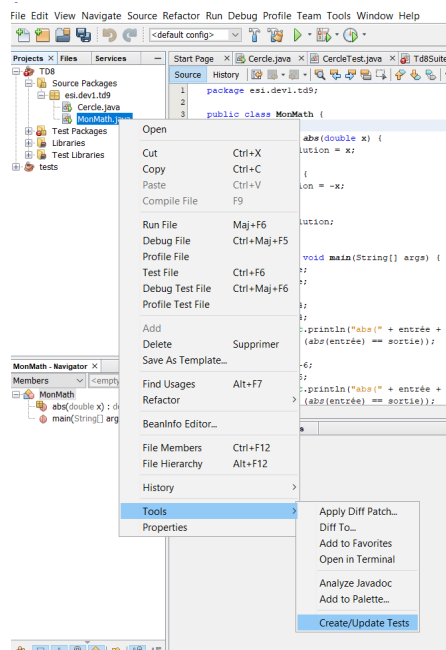 File Edit View Navigate Source Refactor Run Debug Profile Team Tools Window Help
<default config>
Projects × Files Services
Start Page × Cercle.java × CercleTest.java × Td8Suite
Source History
TD8
Source Packages
esi.dev1.td9
Cercle.java
MonMath.java
Test Packages
Libraries
Test Libraries
tests
1 package esi.dev1.td9;
2
3 public class MonMath {
abs(double x) {
lution = x;
{
ion = -x;
lution;
void main(String[] args) {
.println("abs(" + entrée +
(abs(entrée) == sortie));
-6;
.println("abs(" + entrée +
(abs(entrée) == sortie));
Open
Cut Ctrl+X
Copy Ctrl+C
Paste Ctrl+V
Compile File F9
Run File Maj+F6
Debug File Ctrl+Maj+F5
Profile File
Test File Ctrl+F6
Debug Test File Ctrl+Maj+F6
Profile Test File
Add
Delete Supprimer
Save As Template...
Find Usages Alt+F7
Refactor
BeanInfo Editor...
File Members Ctrl+F12
File Hierarchy Alt+F12
History
Tools
Properties
MonMath - Navigator ×
Members <empty
MonMath
abs(double x) : d
main(String[] arg
Apply Diff Patch...
Diff To...
Add to Favorites
Open in Terminal
Analyze Javadoc
Add to Palette...
Create/Update Tests